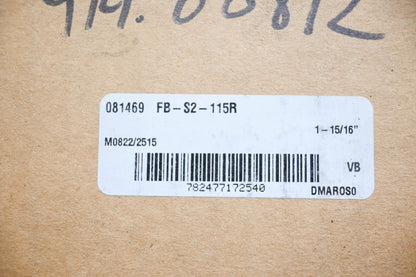 081469 FB-S2-115R
1-15/16"
M0822/2515
VB
782477172540
DMAROSO